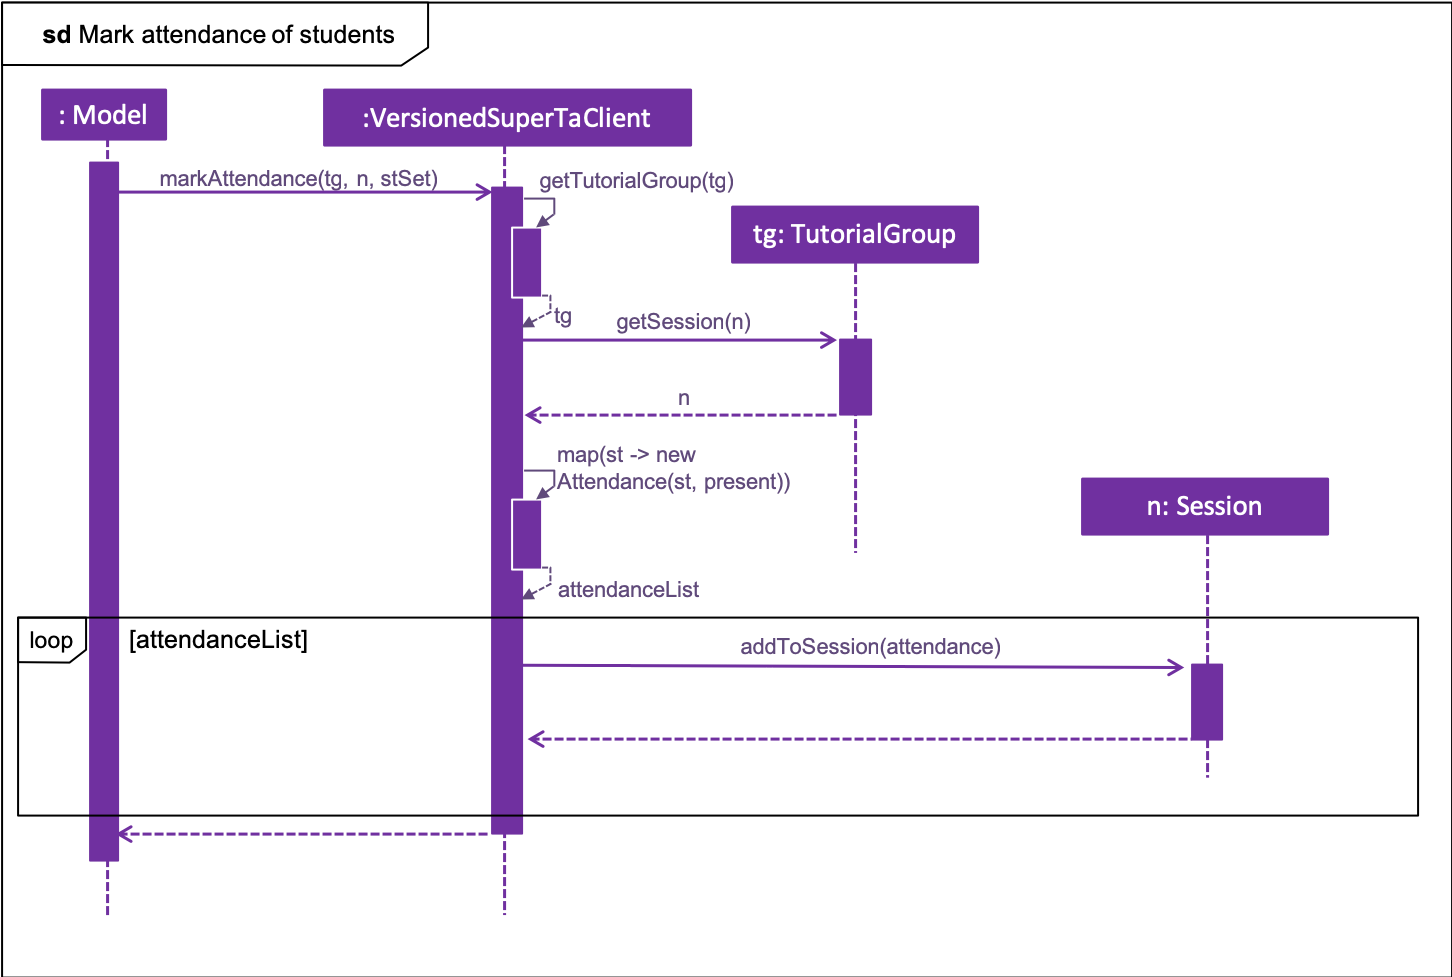 sd Mark attendance of students
: Model
:VersionedSuperTaClient
markAttendance(tg, n, stSet)
getTutorialGroup(tg)
tg: TutorialGroup
tg
getSession(n)
n
map(st -> new
Attendance(st, present))
n: Session
attendanceList
loop
[attendanceList]
addToSession(attendance)